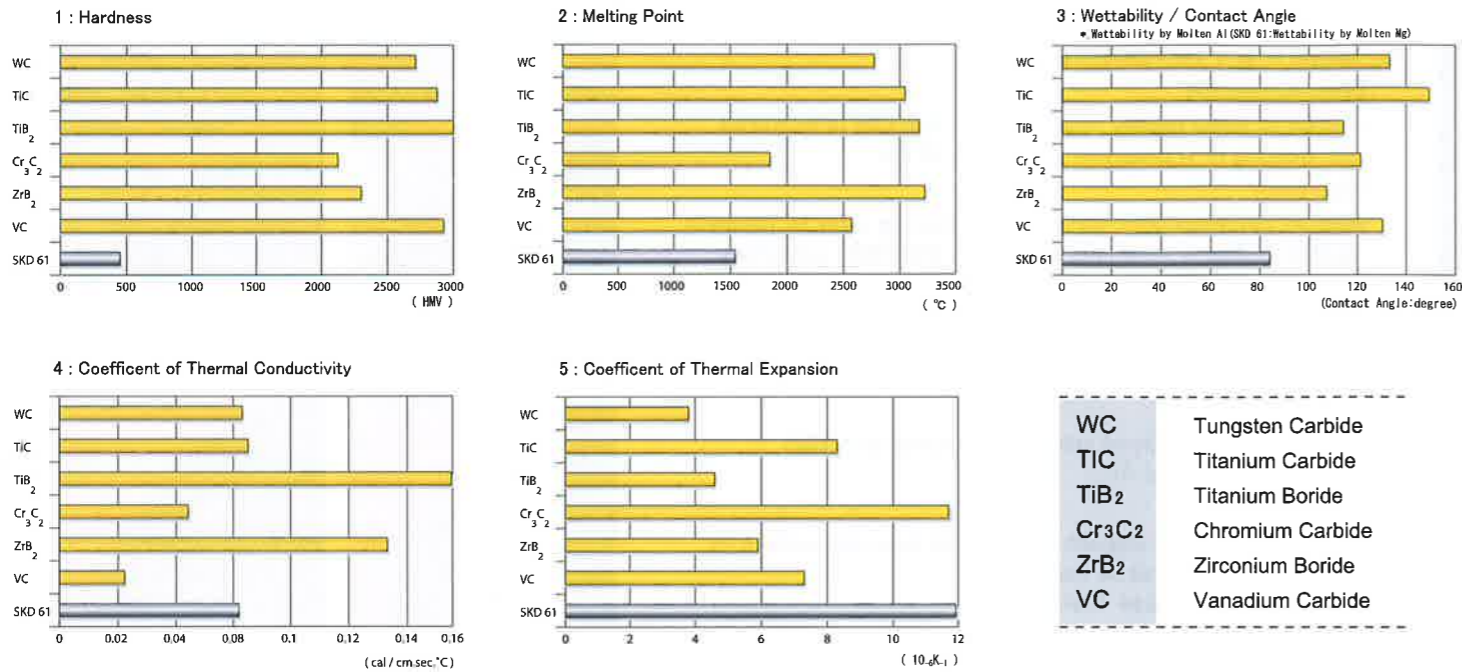 1 : Hardness
WC
TiC
TiB2
Cr3C2
ZrB2
VC
SKD 61
0 500 1000 1500 2000 2500 3000
( HMV )
2 : Melting Point
WC
TiC
TiB2
Cr3C2
ZrB2
VC
SKD 61
0 500 1000 1500 2000 2500 3000 3500
( °C )
3 : Wettability / Contact Angle
• Wettability by Molten Al(SKD 61:Wettability by Molten Mg)
WC
TiC
TiB2
Cr3C2
ZrB2
VC
SKD 61
0 20 40 60 80 100 120 140 160
(Contact Angle:degree)
4 : Coefficent of Thermal Conductivity
WC
TiC
TiB2
Cr3C2
ZrB2
VC
SKD 61
0 0.02 0.04 0.06 0.08 0.1 0.12 0.14 0.16
( cal / cm.sec.°C )
5 : Coefficent of Thermal Expansion
WC
TiC
TiB2
Cr3C2
ZrB2
VC
SKD 61
0 2 4 6 8 10 12
( 10-6K-1 )
WC Tungsten Carbide
TiC Titanium Carbide
TiB2 Titanium Boride
Cr3C2 Chromium Carbide
ZrB2 Zirconium Boride
VC Vanadium Carbide